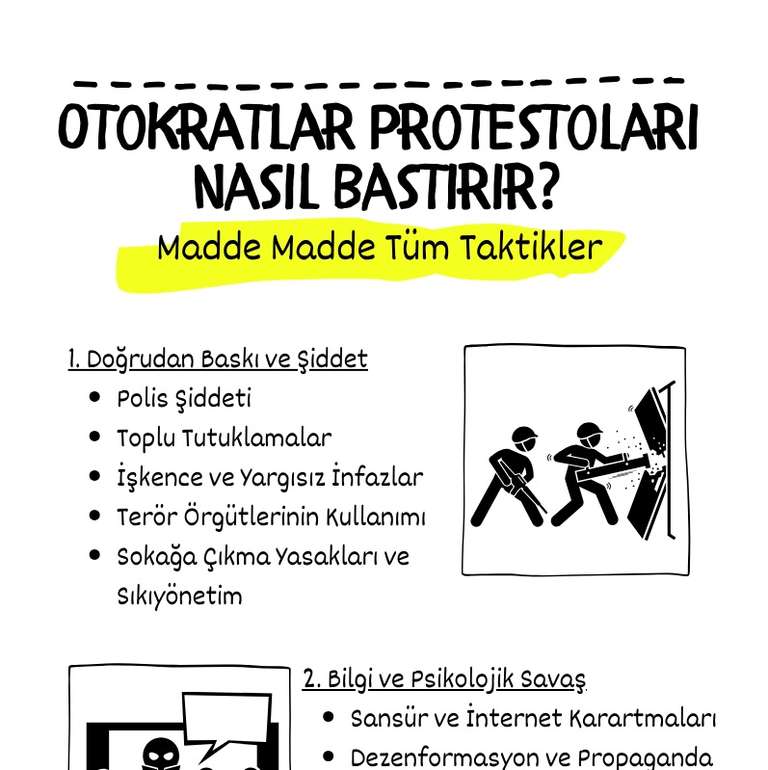 OTOKRATLAR PROTESTOLARI
NASIL BASTIRIR?
Madde Madde Tüm Taktikler
1. Doğrudan Baskı ve Şiddet
• Polis Şiddeti
• Toplu Tutuklamalar
• İşkence ve Yargısız İnfazlar
• Terör Örgütlerinin Kullanımı
• Sokağa Çıkma Yasakları ve
Sıkıyönetim
2. Bilgi ve Psikolojik Savaş
• Sansür ve İnternet Karartmaları
• Dezenformasyon ve Propaganda